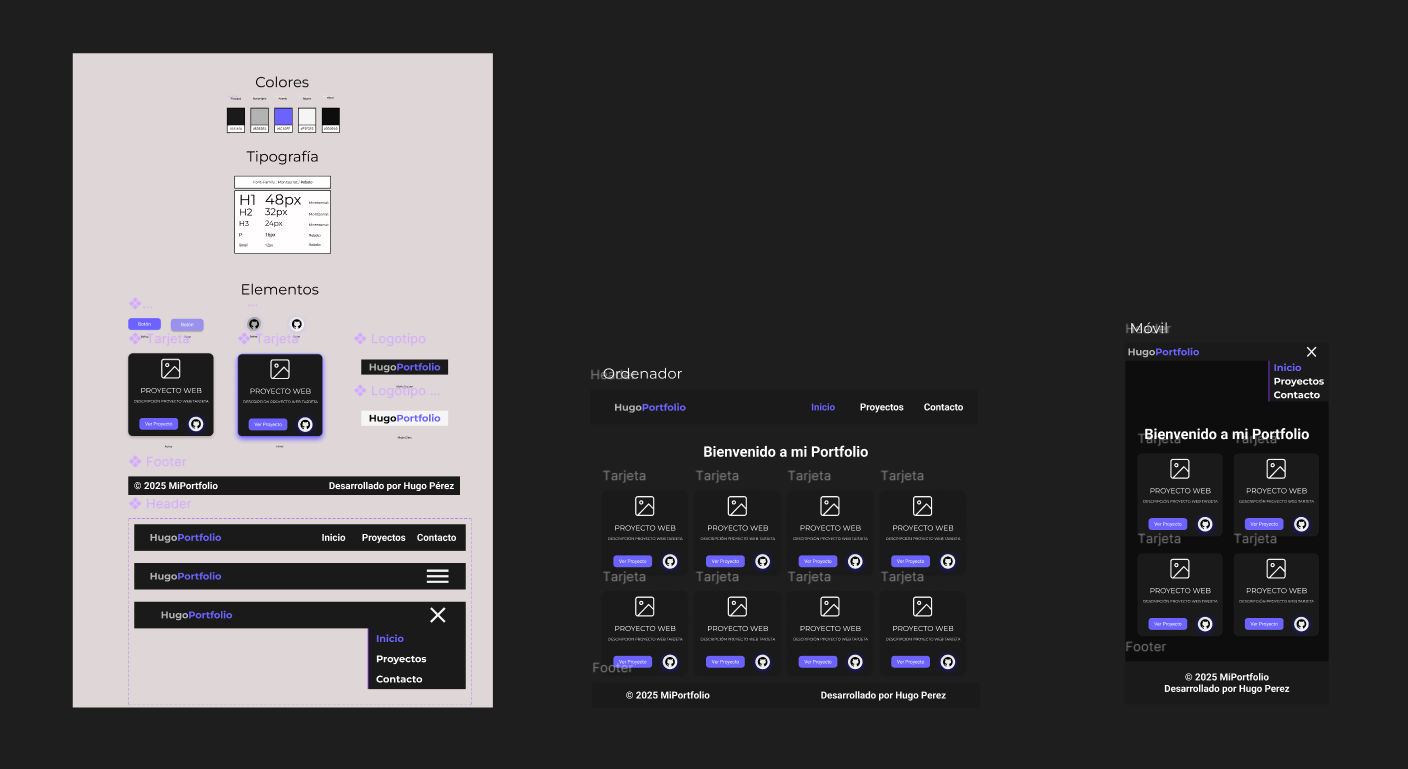 Colores
Tipografía
Font-Family : Montserrat / Roboto
H1 48px Montserrat
H2 32px Montserrat
H3 24px Montserrat
P 16px Roboto
Small 12px Roboto
Elementos
Botón
Botón
Tarjeta
Tarjeta
Logotipo
PROYECTO WEB
DESCRIPCIÓN PROYECTO WEB TARJETA
Ver Proyecto
PROYECTO WEB
DESCRIPCIÓN PROYECTO WEB TARJETA
Ver Proyecto
HugoPortfolio
Logotipo ...
HugoPortfolio
Footer
© 2025 MiPortfolio
Desarrollado por Hugo Pérez
Header
HugoPortfolio
Inicio Proyectos Contacto
HugoPortfolio
HugoPortfolio
Inicio
Proyectos
Contacto
Header
Ordenador
HugoPortfolio
Inicio Proyectos Contacto
Bienvenido a mi Portfolio
Tarjeta Tarjeta Tarjeta Tarjeta
PROYECTO WEB PROYECTO WEB PROYECTO WEB PROYECTO WEB
DESCRIPCIÓN PROYECTO WEB TARJETA DESCRIPCIÓN PROYECTO WEB TARJETA DESCRIPCIÓN PROYECTO WEB TARJETA DESCRIPCIÓN PROYECTO WEB TARJETA
Ver Proyecto Ver Proyecto Ver Proyecto Ver Proyecto
Tarjeta Tarjeta Tarjeta Tarjeta
PROYECTO WEB PROYECTO WEB PROYECTO WEB PROYECTO WEB
DESCRIPCIÓN PROYECTO WEB TARJETA DESCRIPCIÓN PROYECTO WEB TARJETA DESCRIPCIÓN PROYECTO WEB TARJETA DESCRIPCIÓN PROYECTO WEB TARJETA
Ver Proyecto Ver Proyecto Ver Proyecto Ver Proyecto
Footer
© 2025 MiPortfolio
Desarrollado por Hugo Perez
Header
Móvil
HugoPortfolio
Inicio
Proyectos
Contacto
Bienvenido a mi Portfolio
Tarjeta Tarjeta
PROYECTO WEB PROYECTO WEB
DESCRIPCIÓN PROYECTO WEB TARJETA DESCRIPCIÓN PROYECTO WEB TARJETA
Ver Proyecto Ver Proyecto
Tarjeta Tarjeta
PROYECTO WEB PROYECTO WEB
DESCRIPCIÓN PROYECTO WEB TARJETA DESCRIPCIÓN PROYECTO WEB TARJETA
Ver Proyecto Ver Proyecto
Footer
© 2025 MiPortfolio
Desarrollado por Hugo Perez